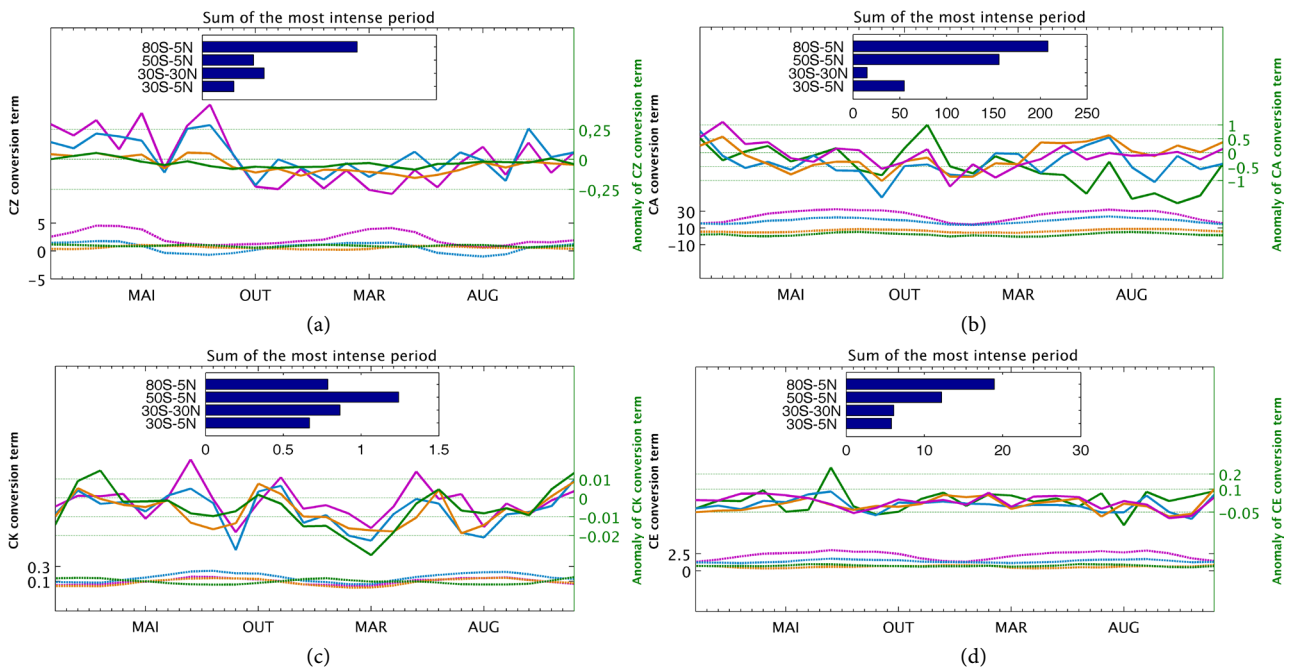 Sum of the most intense period
80S-5N
50S-5N
30S-30N
30S-5N
CZ conversion term
5
0
−5
0,25
0
−0,25
Anomaly of CZ conversion term
MAI OUT MAR AUG
(a)
Sum of the most intense period
80S-5N
50S-5N
30S-30N
30S-5N
0 50 100 150 200 250
CA conversion term
30
10
−10
1
0.5
0
−0.5
−1
Anomaly of CA conversion term
MAI OUT MAR AUG
(b)
Sum of the most intense period
80S-5N
50S-5N
30S-30N
30S-5N
0 0.5 1 1.5
CK conversion term
0.3
0.1
0.01
0
−0.01
−0.02
Anomaly of CK conversion term
MAI OUT MAR AUG
(c)
Sum of the most intense period
80S-5N
50S-5N
30S-30N
30S-5N
0 10 20 30
CE conversion term
2.5
0
0.2
0.1
−0.05
Anomaly of CE conversion term
MAI OUT MAR AUG
(d)